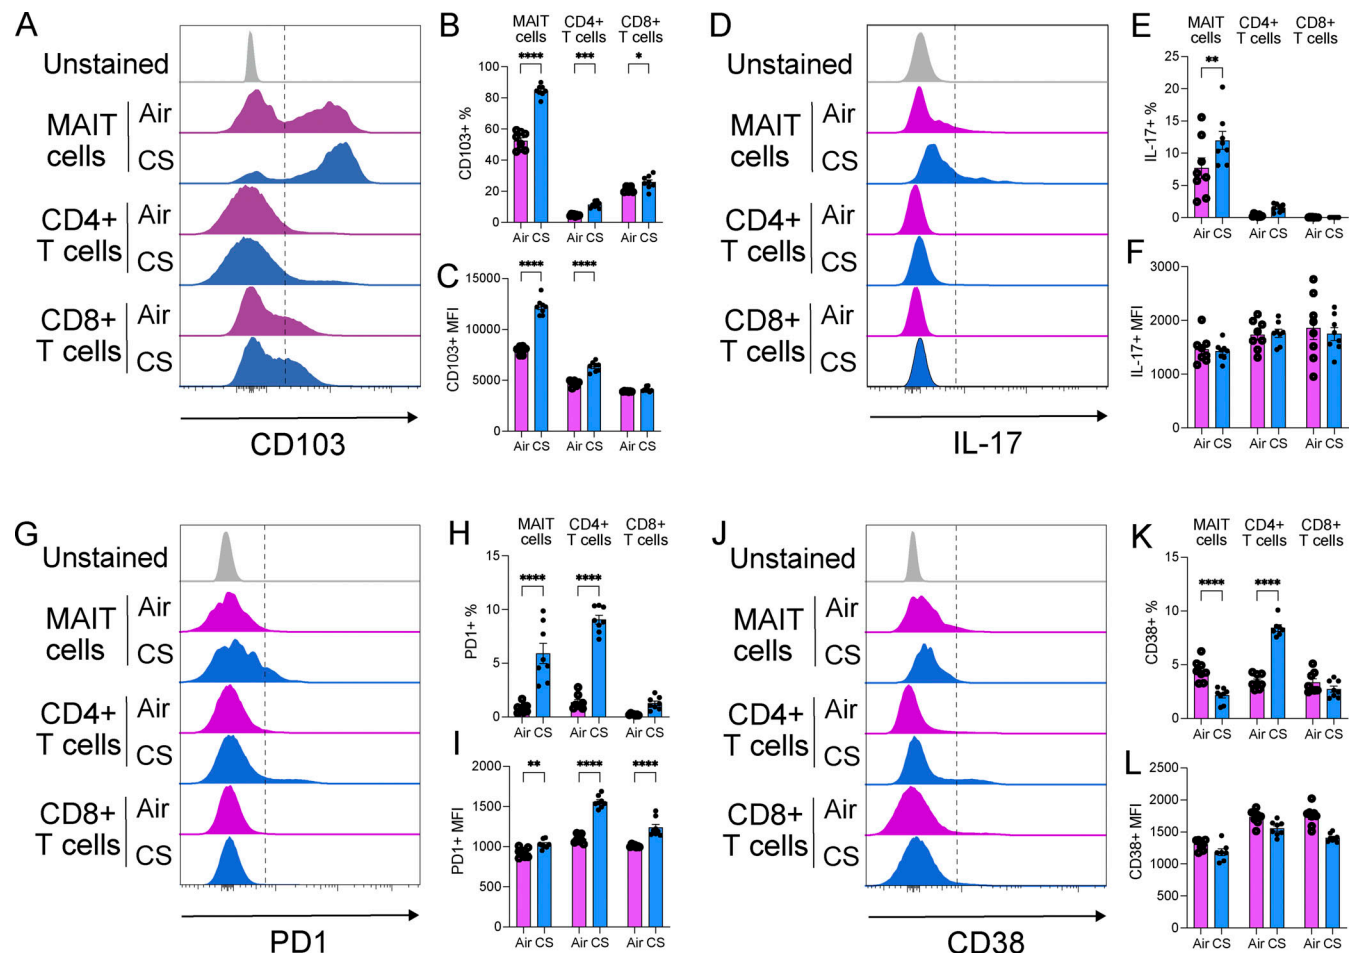 A
Unstained
MAIT
cells
Air
CS
CD4+
T cells
Air
CS
CD8+
T cells
Air
CS
CD103
B
MAIT
cells
CD4+
T cells
CD8+
T cells
****
***
*
CD103+ %
100
80
60
40
20
0
Air CS
Air CS
Air CS
C
****
****
CD103+ MFI
15000
10000
5000
0
Air CS
Air CS
Air CS
D
Unstained
MAIT
cells
Air
CS
CD4+
T cells
Air
CS
CD8+
T cells
Air
CS
IL-17
E
MAIT
cells
CD4+
T cells
CD8+
T cells
**
IL-17+ %
25
20
15
10
5
0
Air CS
Air CS
Air CS
F
IL-17+ MFI
3000
2000
1000
0
Air CS
Air CS
Air CS
G
Unstained
MAIT
cells
Air
CS
CD4+
T cells
Air
CS
CD8+
T cells
Air
CS
PD1
H
MAIT
cells
CD4+
T cells
CD8+
T cells
****
****
PD1+ %
15
10
5
0
Air CS
Air CS
Air CS
I
**
****
****
PD1+ MFI
2000
1500
1000
500
0
Air CS
Air CS
Air CS
J
Unstained
MAIT
cells
Air
CS
CD4+
T cells
Air
CS
CD8+
T cells
Air
CS
CD38
K
MAIT
cells
CD4+
T cells
CD8+
T cells
****
****
CD38+ %
15
10
5
0
Air CS
Air CS
Air CS
L
CD38+ MFI
2500
2000
1500
1000
500
0
Air CS
Air CS
Air CS